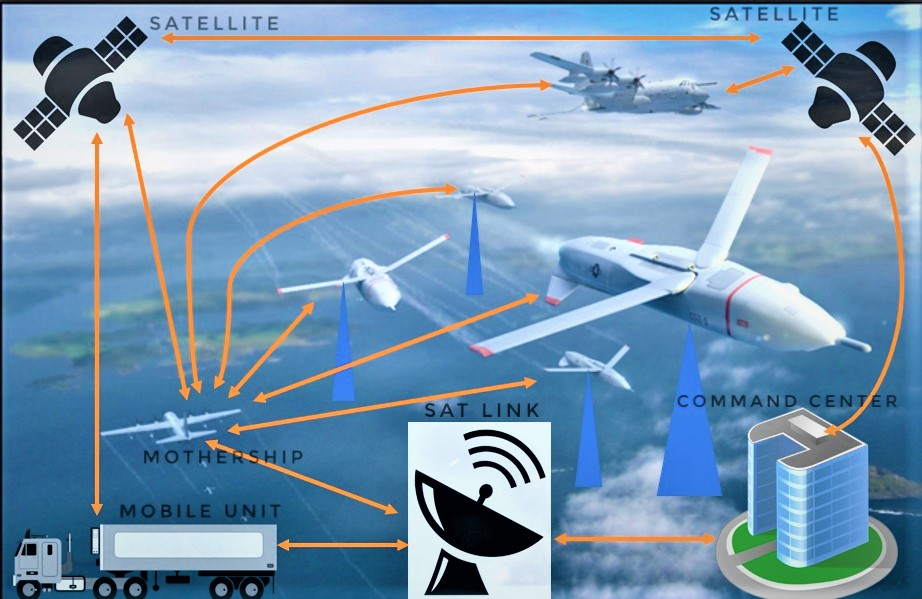 SATELLITE
SATELLITE
SAT LINK
COMMAND CENTER
MOTHERSHIP
MOBILE UNIT